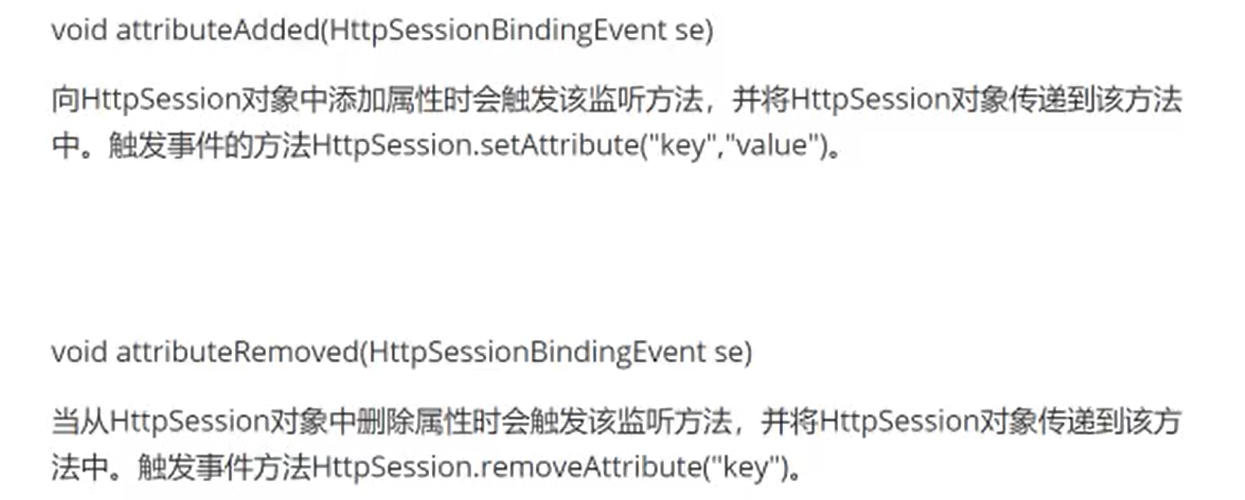 void attributeAdded(HttpSessionBindingEvent se)
向HttpSession对象中添加属性时会触发该监听方法，并将HttpSession对象传递到该方法
中。触发事件的方法HttpSession.setAttribute("key","value")。
void attributeRemoved(HttpSessionBindingEvent se)
当从HttpSession对象中删除属性时会触发该监听方法，并将HttpSession对象传递到该方
法中。触发事件方法HttpSession.removeAttribute("key")。